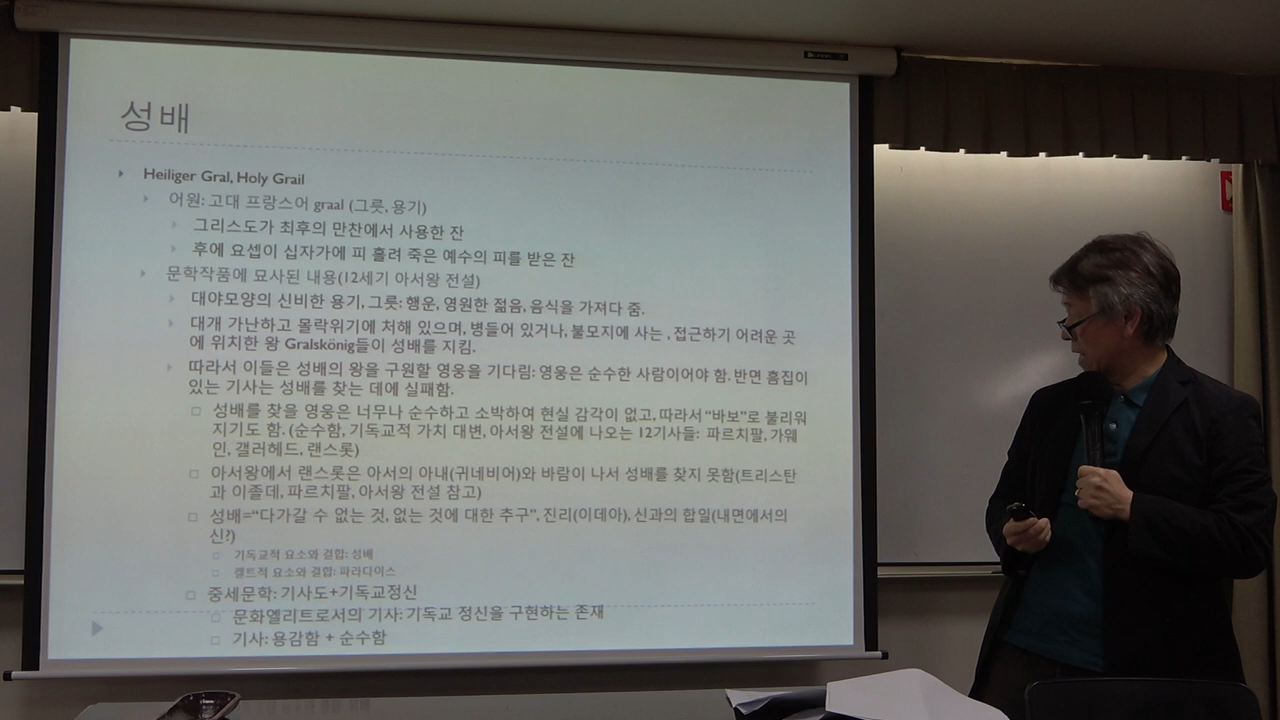 성배
Heiliger Gral, Holy Grail
어원: 고대 프랑스어 graal (그릇, 용기)
그리스도가 최후의 만찬에서 사용한 잔
후에 요셉이 십자가에 피 흘려 죽은 예수의 피를 받은 잔
문학작품에 묘사된 내용(12세기 아서왕 전설)
대야모양의 신비한 용기, 그릇: 행운, 영원한 젊음, 음식을 가져다 줌.
대개 가난하고 몰락위기에 처해 있으며, 병들어 있거나, 불모지에 사는 , 접근하기 어려운 곳
에 위치한 왕 Gralskönig들이 성배를 지킴.
따라서 이들은 성배의 왕을 구원할 영웅을 기다림: 영웅은 순수한 사람이어야 함. 반면 흠집이
있는 기사는 성배를 찾는 데에 실패함.
성배를 찾을 영웅은 너무나 순수하고 소박하여 현실 감각이 없고, 따라서 “바보”로 불리워
지기도 함. (순수함, 기독교적 가치 대변, 아서왕 전설에 나오는 12기사들: 파르치팔, 가웨
인, 갤러헤드, 랜스롯)
아서왕에서 랜스롯은 아서의 아내(귀네비어)와 바람이 나서 성배를 찾지 못함(트리스탄
과 이졸데, 파르치팔, 아서왕 전설 참고)
성배=“다가갈 수 없는 것, 없는 것에 대한 추구”, 진리(이데아), 신과의 합일(내면에서의
신?)
기독교적 요소와 결합: 성배
켈트적 요소와 결합: 파라다이스
중세문학: 기사도+기독교정신
문화엘리트로서의 기사: 기독교 정신을 구현하는 존재
기사: 용감함 + 순수함